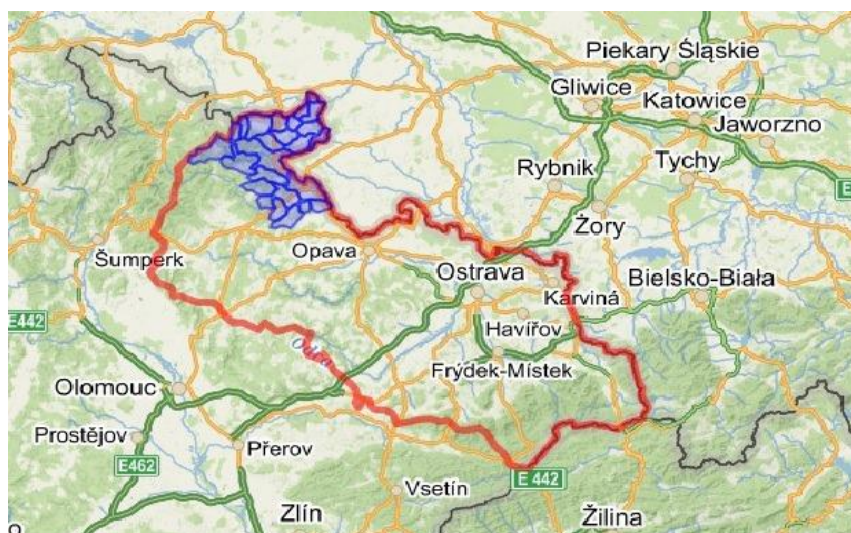 Piekary Śląskie
Gliwice
Katowice
Jaworzno
E
Rybnik
Tychy
Żory
Šumperk
Opava
Ostrava
Bielsko-Biała
Karviná
E442
Havířov
Odra
Frýdek-Místek
Olomouc
Prostějov
Přerov
E462
E 442
Vsetín
Zlín
Žilina